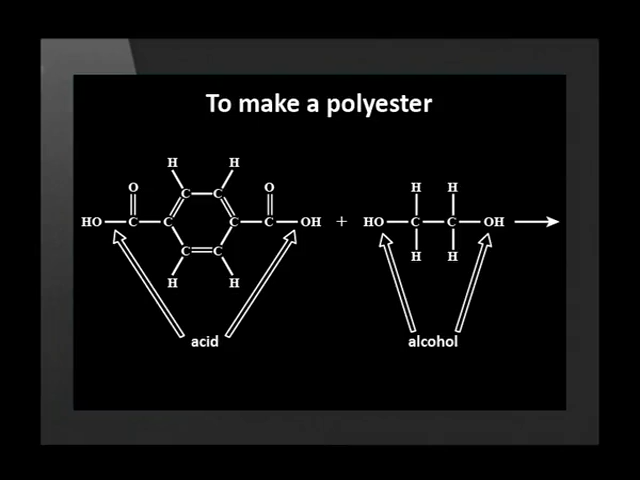 To make a polyester
H H H H
O O
HO C C C C C OH + HO C C OH
C C
H H H H
acid alcohol